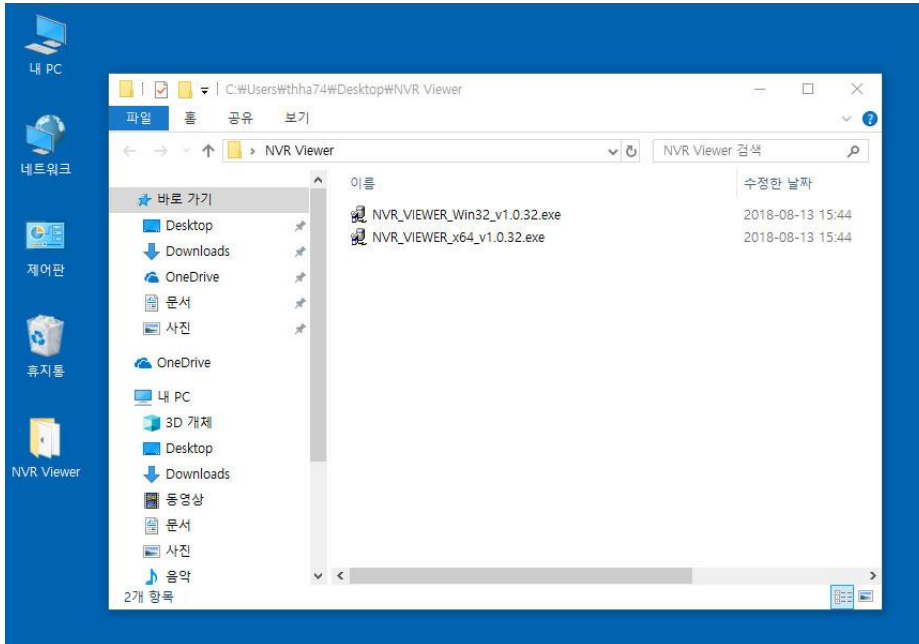 내 PC
네트워크
제어판
휴지통
NVR Viewer
C:₩Users₩thha74₩Desktop₩NVR Viewer
파일 홈 공유 보기
NVR Viewer
NVR Viewer 검색
이름 수정한 날짜
NVR_VIEWER_Win32_v1.0.32.exe 2018-08-13 15:44
NVR_VIEWER_x64_v1.0.32.exe 2018-08-13 15:44
바로 가기
Desktop
Downloads
OneDrive
문서
사진
OneDrive
내 PC
3D 개체
Desktop
Downloads
동영상
문서
사진
음악
2개 항목